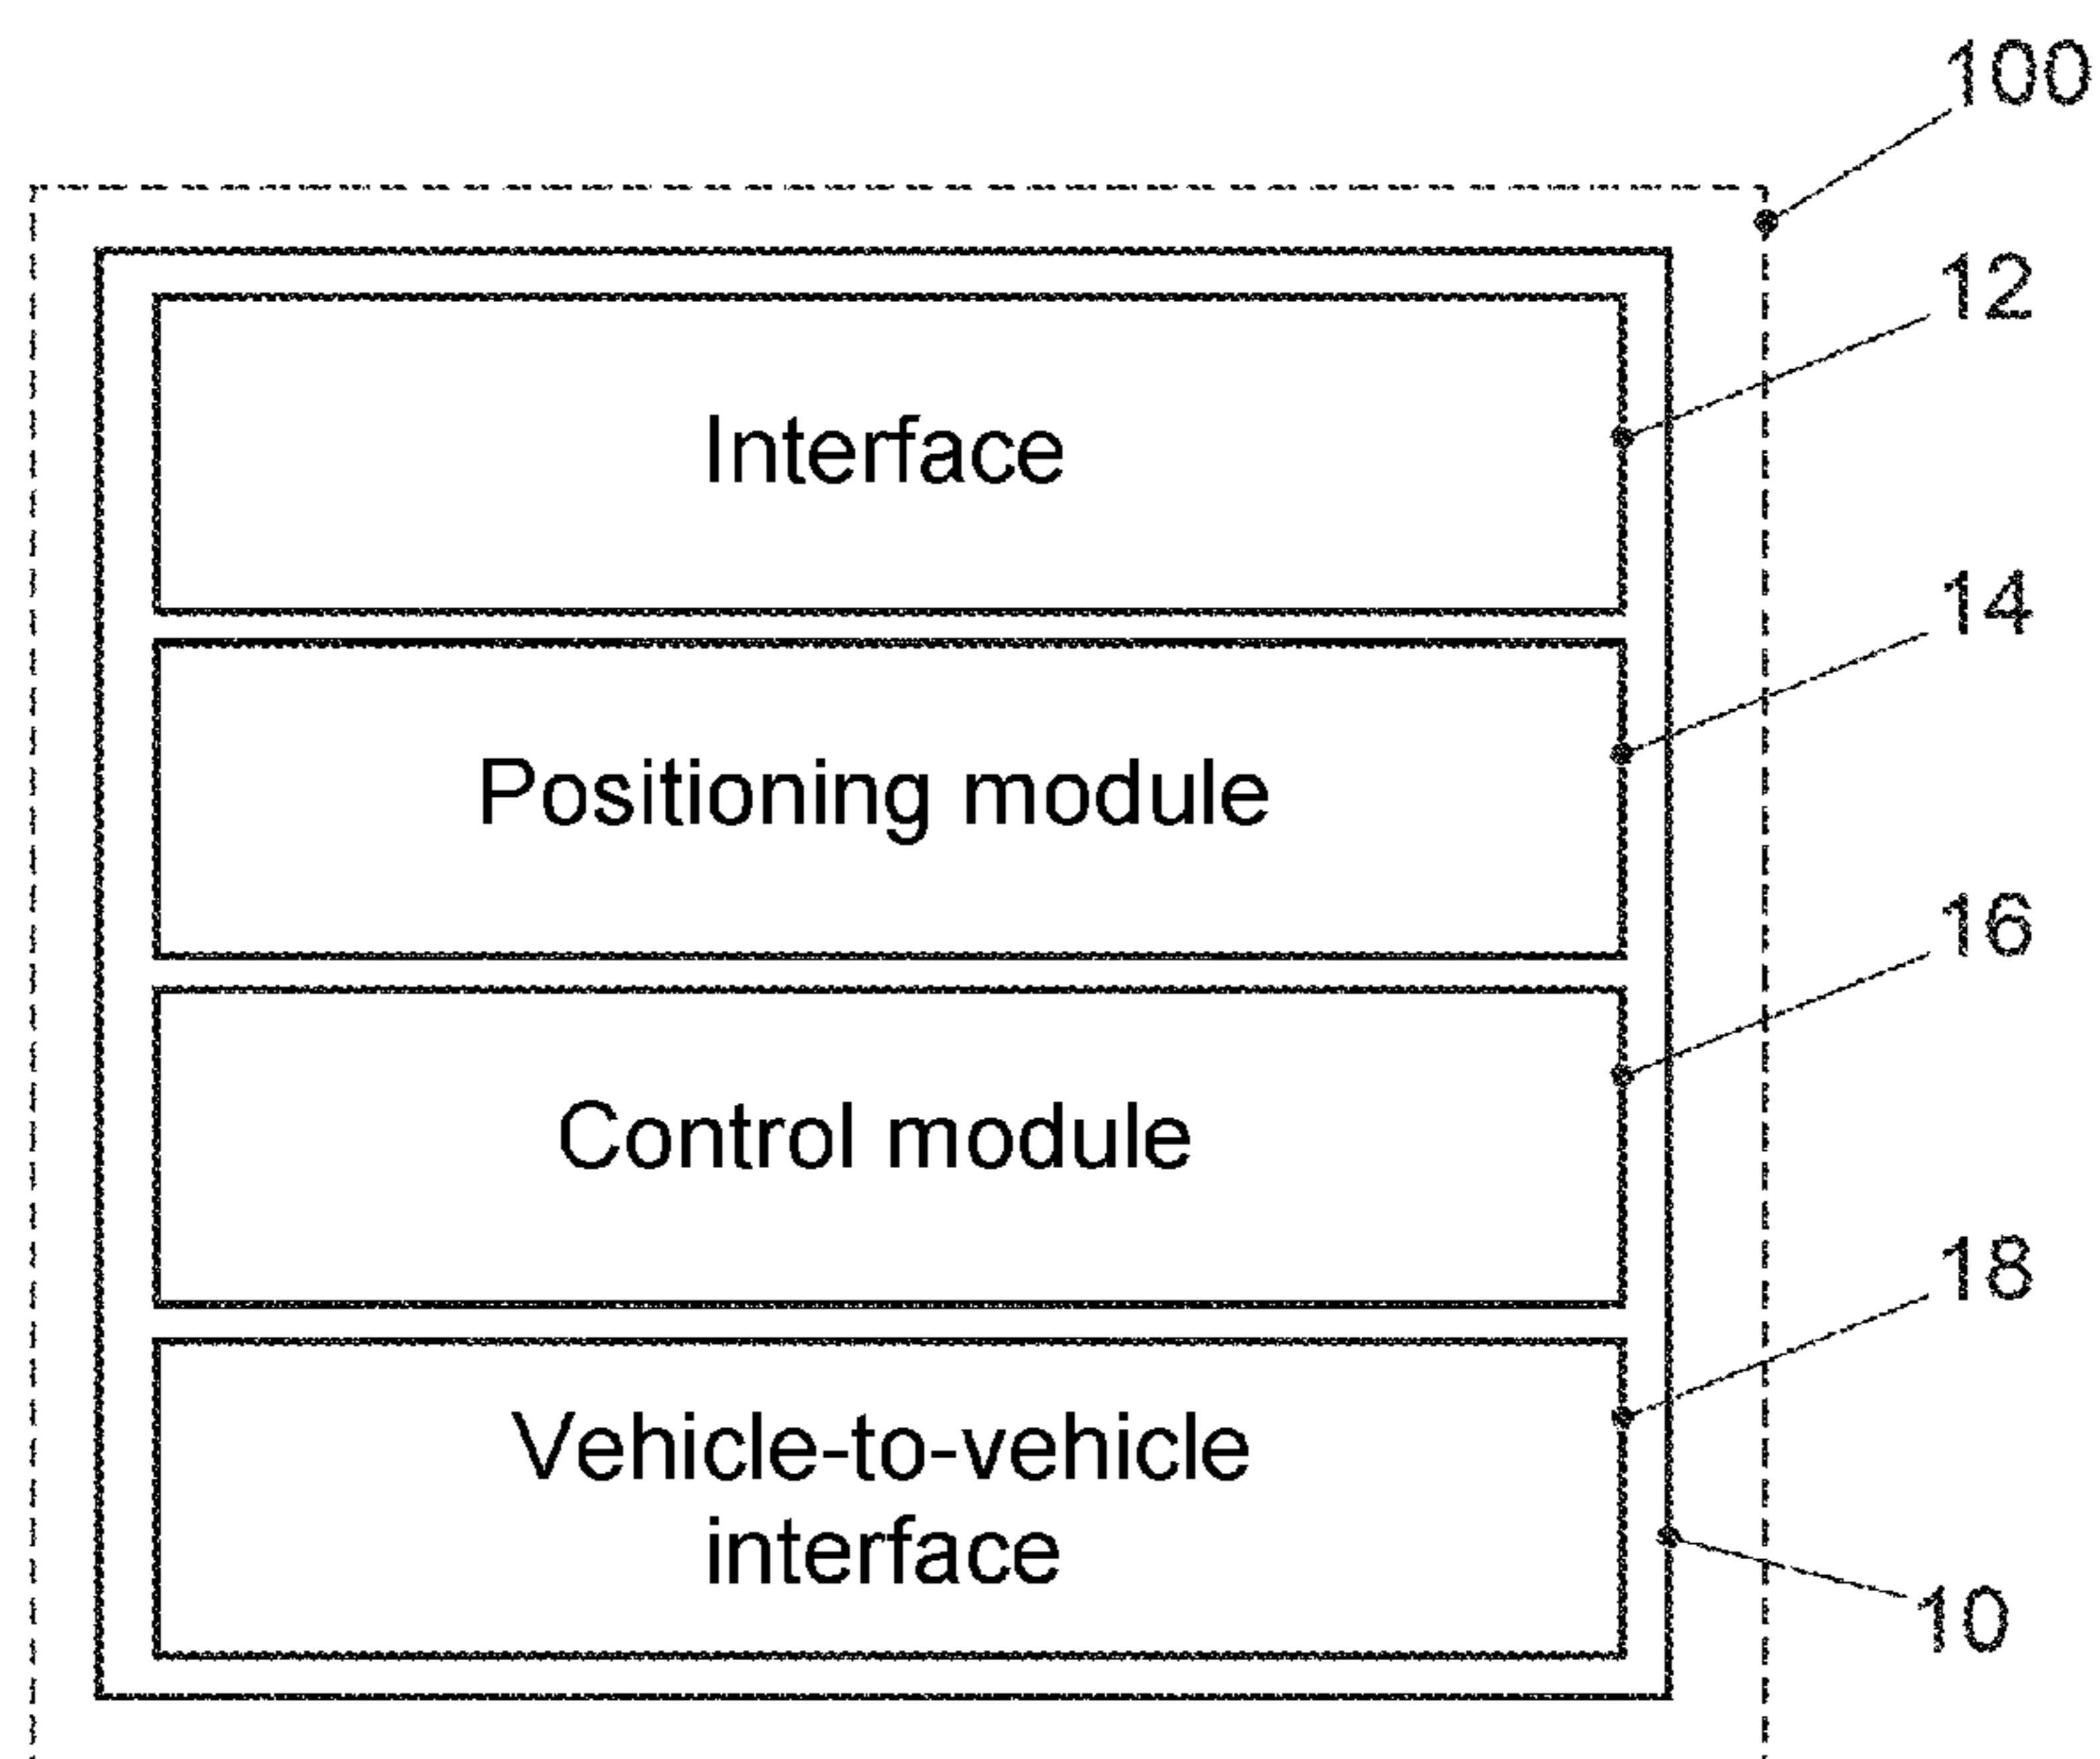 100
12
Interface
14
Positioning module
16
Control module
18
Vehicle-to-vehicle
interface
10